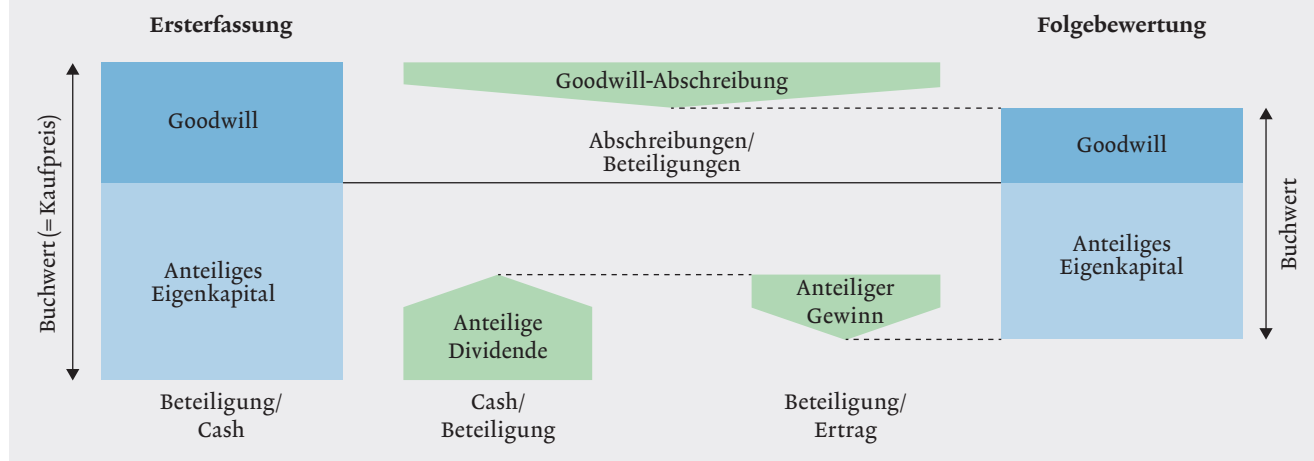 Ersterfassung
Folgebewertung
Buchwert (= Kaufpreis)
Goodwill
Goodwill-Abschreibung
Abschreibungen/
Beteiligungen
Goodwill
Anteiliges
Eigenkapital
Anteilige
Dividende
Anteiliger
Gewinn
Anteiliges
Eigenkapital
Buchwert
Beteiligung/
Cash
Cash/
Beteiligung
Beteiligung/
Ertrag